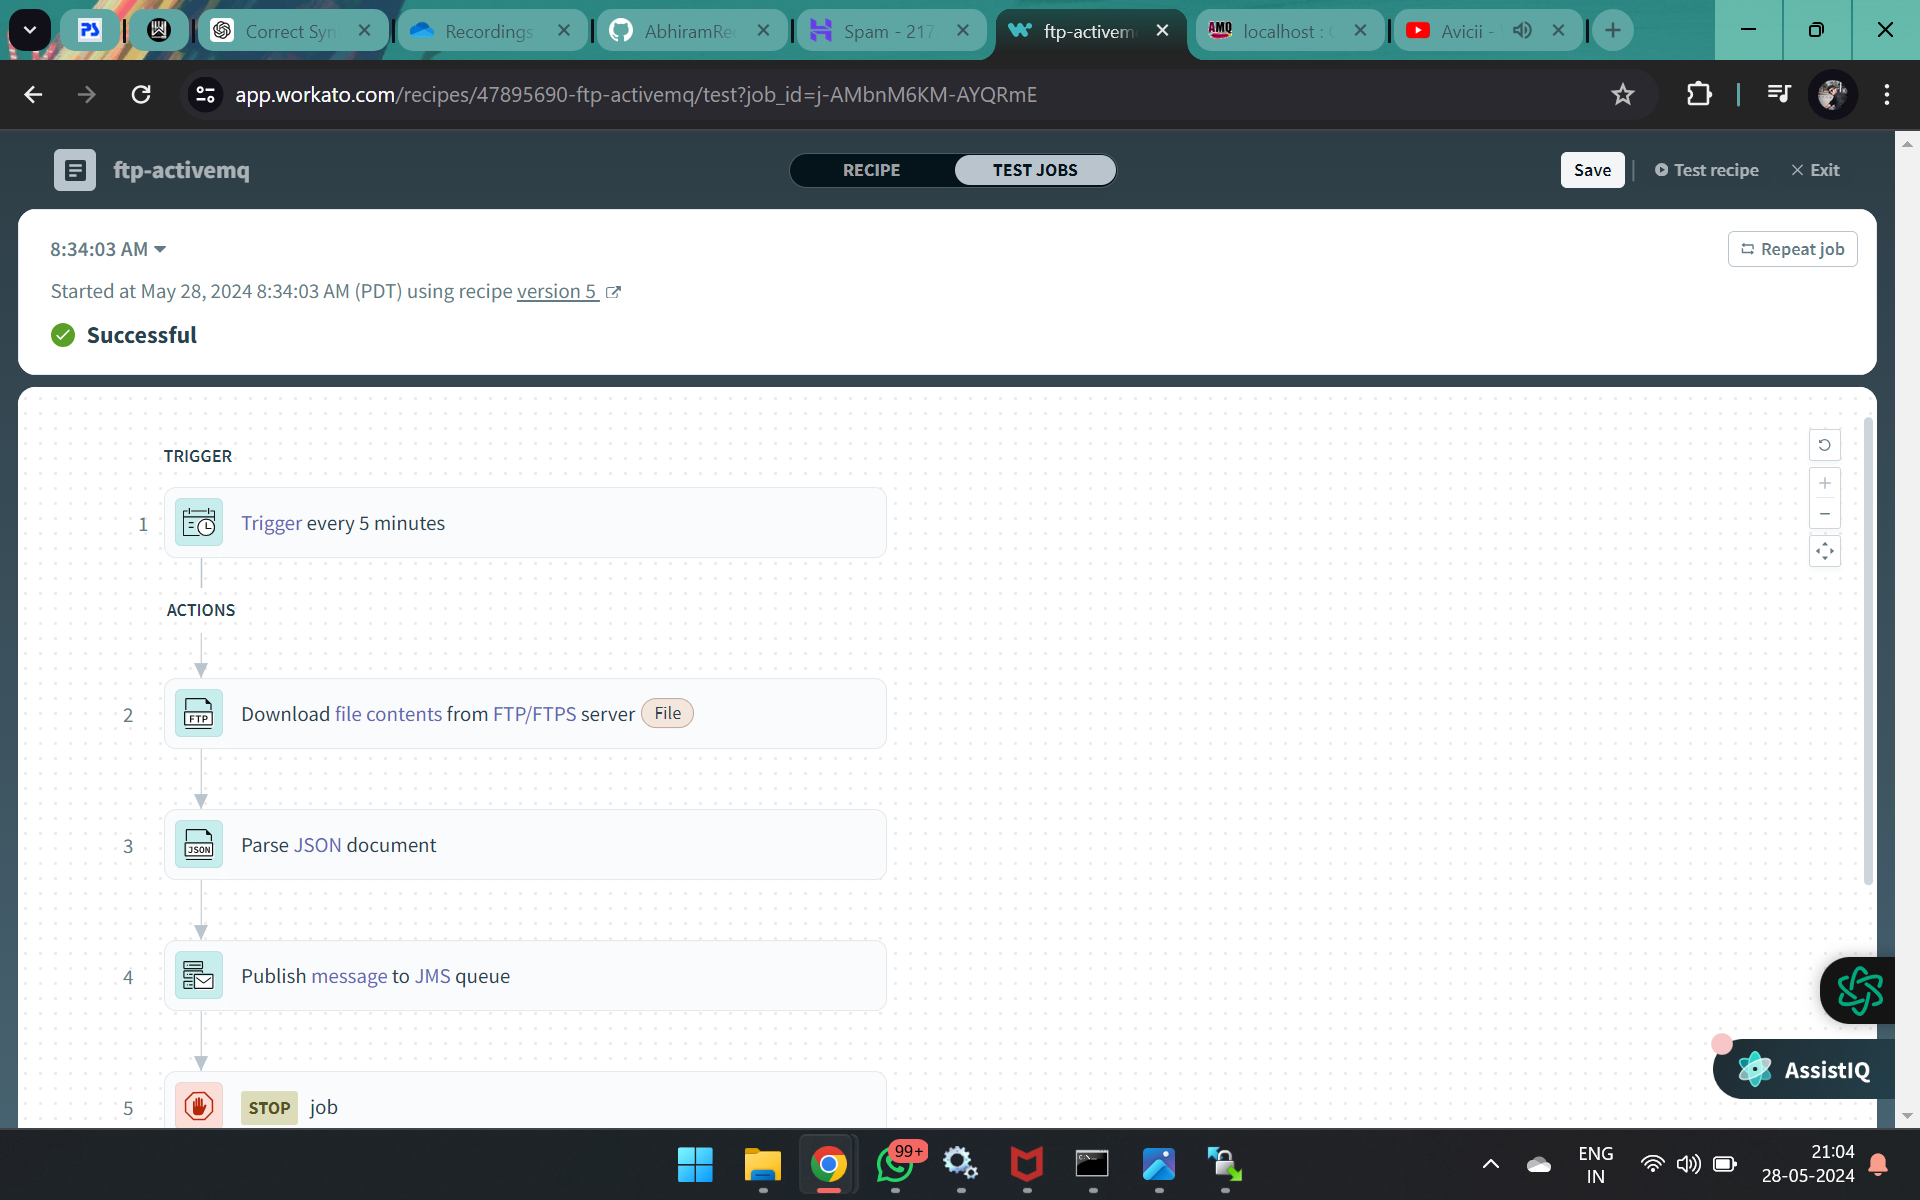 Correct Syn
Recordings
AbhiramRe
Spam - 217
ftp-activem
AMQ localhost :
Avicii -
app.workato.com/recipes/47895690-ftp-activemq/test?job_id=j-AMbnM6KM-AYQRmE
ftp-activemq
RECIPE
TEST JOBS
Save
Test recipe
Exit
8:34:03 AM
Repeat job
Started at May 28, 2024 8:34:03 AM (PDT) using recipe version 5
Successful
TRIGGER
1 Trigger every 5 minutes
ACTIONS
2 FTP Download file contents from FTP/FTPS server File
3 JSON Parse JSON document
4 Publish message to JMS queue
5 STOP job
AssistIQ
99+
ENG
IN
21:04
28-05-2024